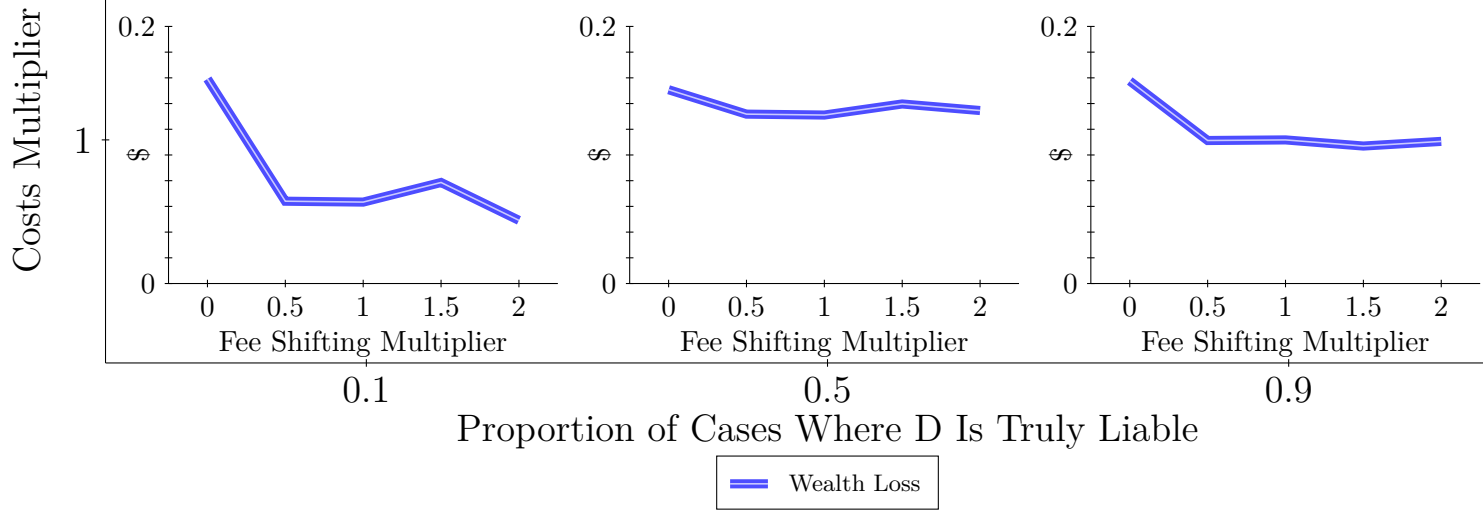 Costs Multiplier
1
0.2
$
0
0 0.5 1 1.5 2
Fee Shifting Multiplier
0.2
$
0
0 0.5 1 1.5 2
Fee Shifting Multiplier
0.2
$
0
0 0.5 1 1.5 2
Fee Shifting Multiplier
0.1 0.5 0.9
Proportion of Cases Where D Is Truly Liable
Wealth Loss